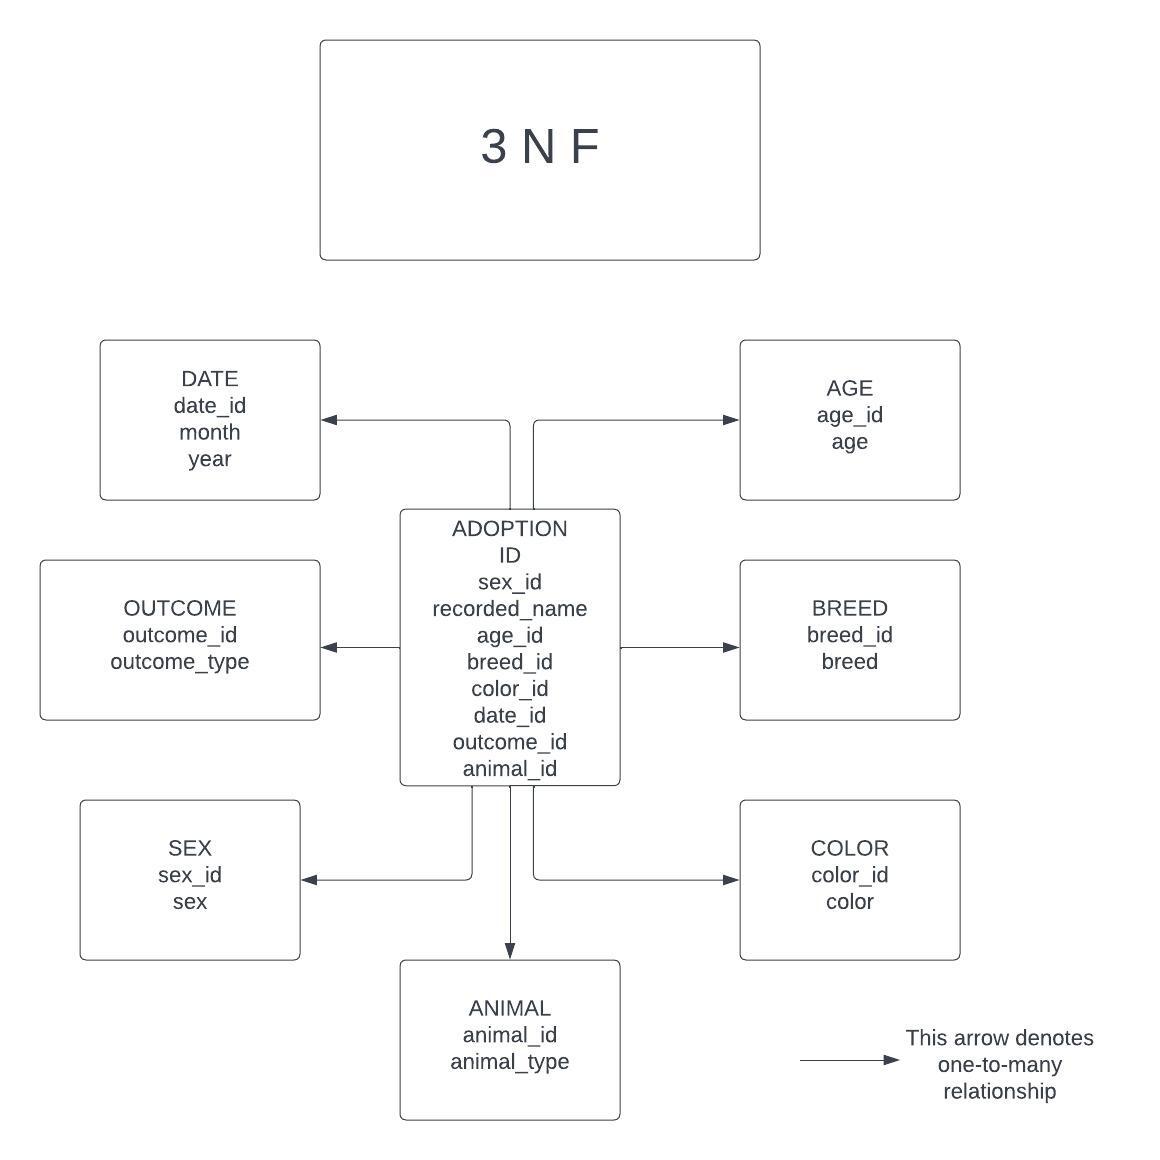 3 N F
DATE
date_id
month
year
AGE
age_id
age
ADOPTION
ID
sex_id
recorded_name
age_id
breed_id
color_id
date_id
outcome_id
animal_id
OUTCOME
outcome_id
outcome_type
BREED
breed_id
breed
SEX
sex_id
sex
COLOR
color_id
color
ANIMAL
animal_id
animal_type
This arrow denotes
one-to-many
relationship